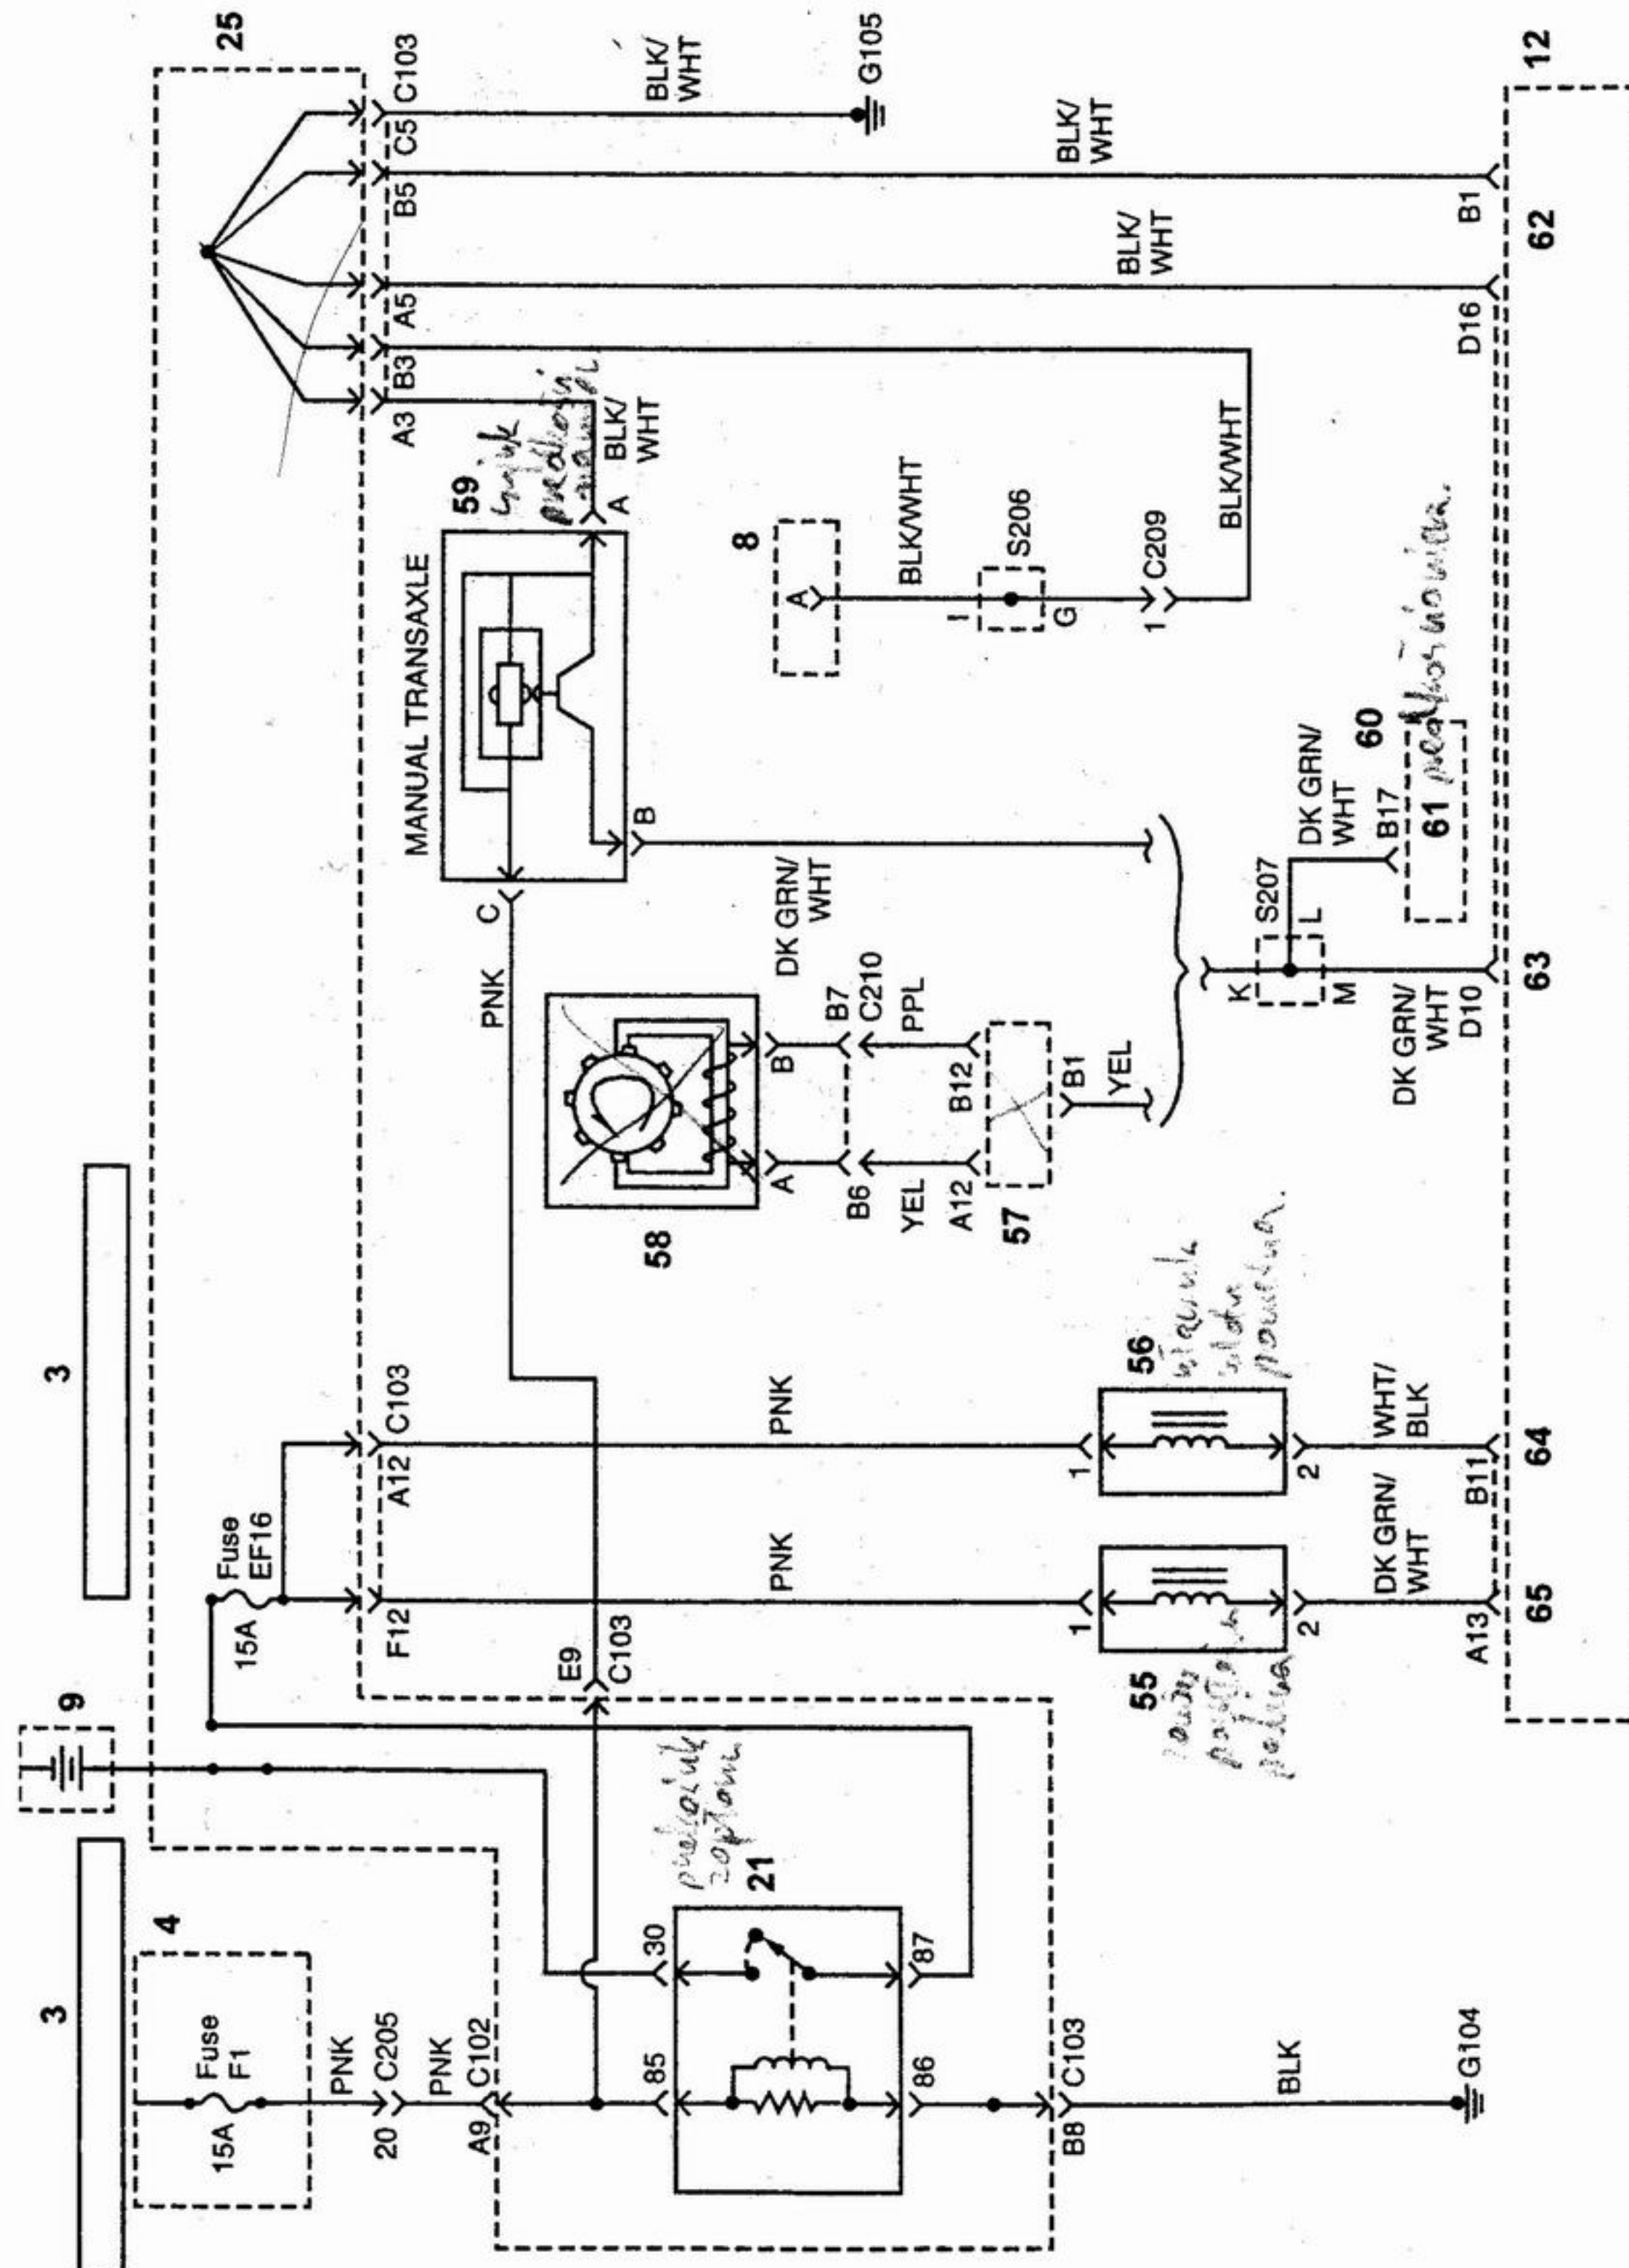 3
3
9
4
Fuse
F1
15A
PNK
20
C205
PNK
A9
C102
Fuse
EF16
15A
F12
A12
C103
25
A3
B3
A5
B5
C5
C103
BLK/
WHT
G105
E9
C103
85
30
21
86
87
B8
C103
BLK
G104
PNK
C
MANUAL TRANSAXLE
59
czujnik
prędkości
A
BLK/
WHT
B
58
A
B
DK GRN/
WHT
B6
B7
C210
YEL
PPL
A12
B12
57
B1
YEL
8
A
BLK/WHT
I
S206
G
1
C209
BLK/WHT
BLK/
WHT
BLK/
WHT
PNK
PNK
55
1
2
DK GRN/
WHT
A13
56
1
2
WHT/
BLK
B11
K
S207
L
M
DK GRN/
WHT
60
B17
61
DK GRN/
WHT
D10
D16
B1
65
64
63
62
12